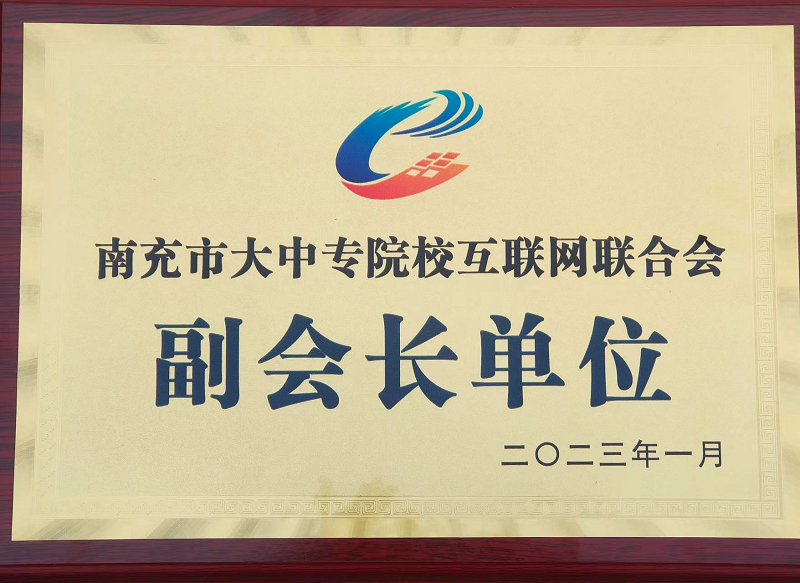 南充市大中专院校互联网联合会
副会长单位
二〇二三年一月